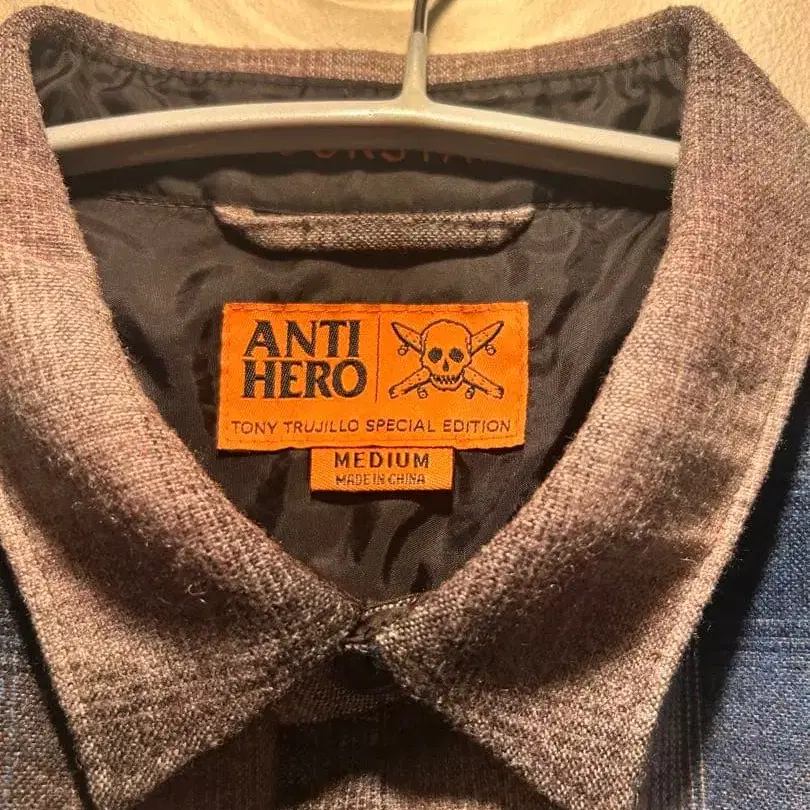 ANTI
HERO
TONY TRUJILLO SPECIAL EDITION
MEDIUM
MADE IN CHINA